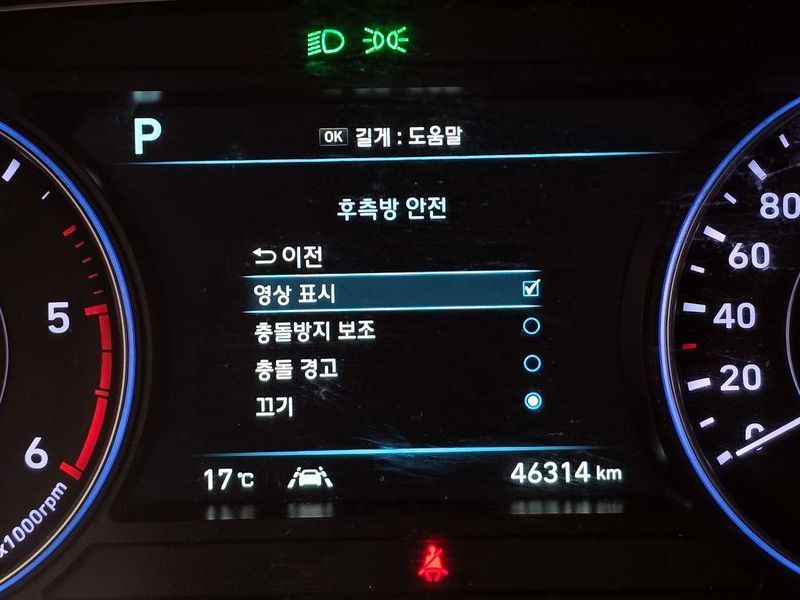 P
OK 길게 : 도움말
후측방 안전
이전
영상 표시
충돌방지 보조
충돌 경고
끄기
17℃
46314 km
5
6
x1000rpm
80
60
40
20
0